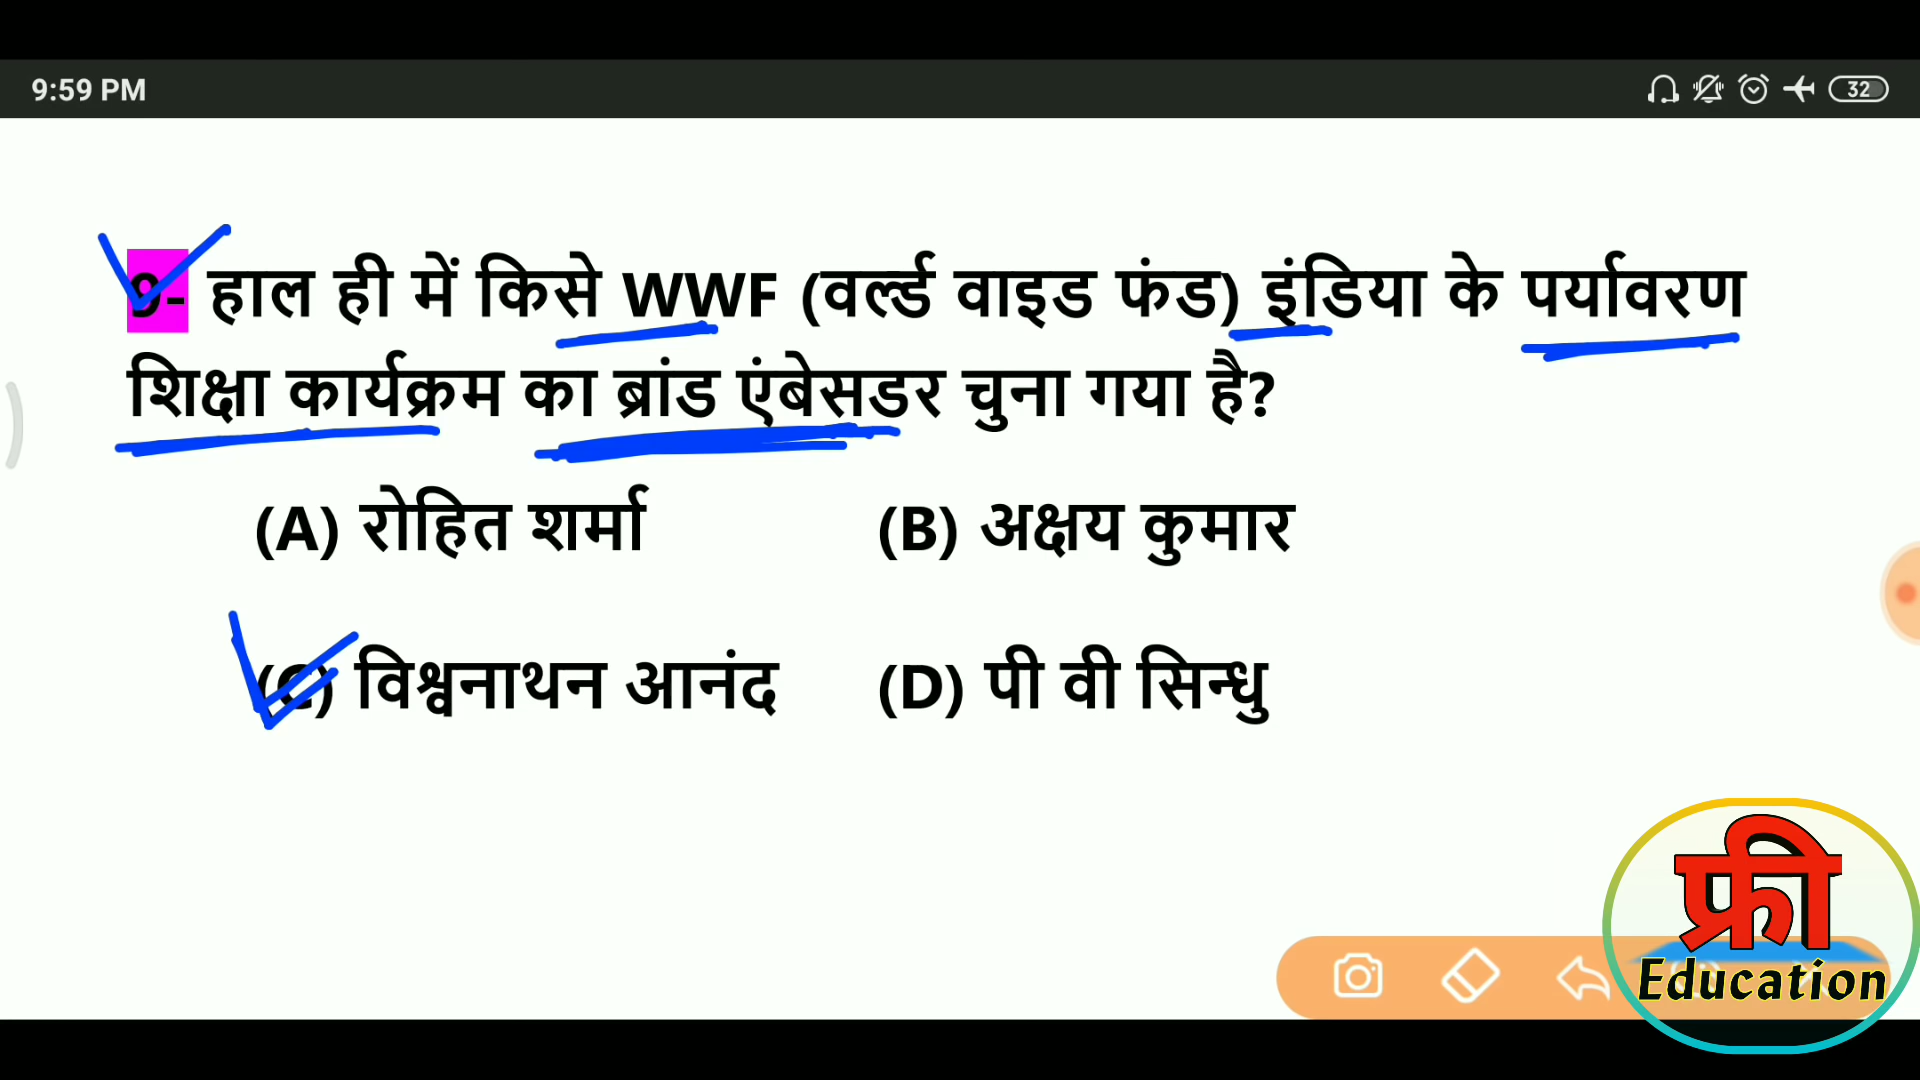 9:59 PM
32
9- हाल ही में किसे WWF (वर्ल्ड वाइड फंड) इंडिया के पर्यावरण
शिक्षा कार्यक्रम का ब्रांड एंबेसडर चुना गया है?
(A) रोहित शर्मा (B) अक्षय कुमार
(C) विश्वनाथन आनंद (D) पी वी सिन्धु
फ्री
Education